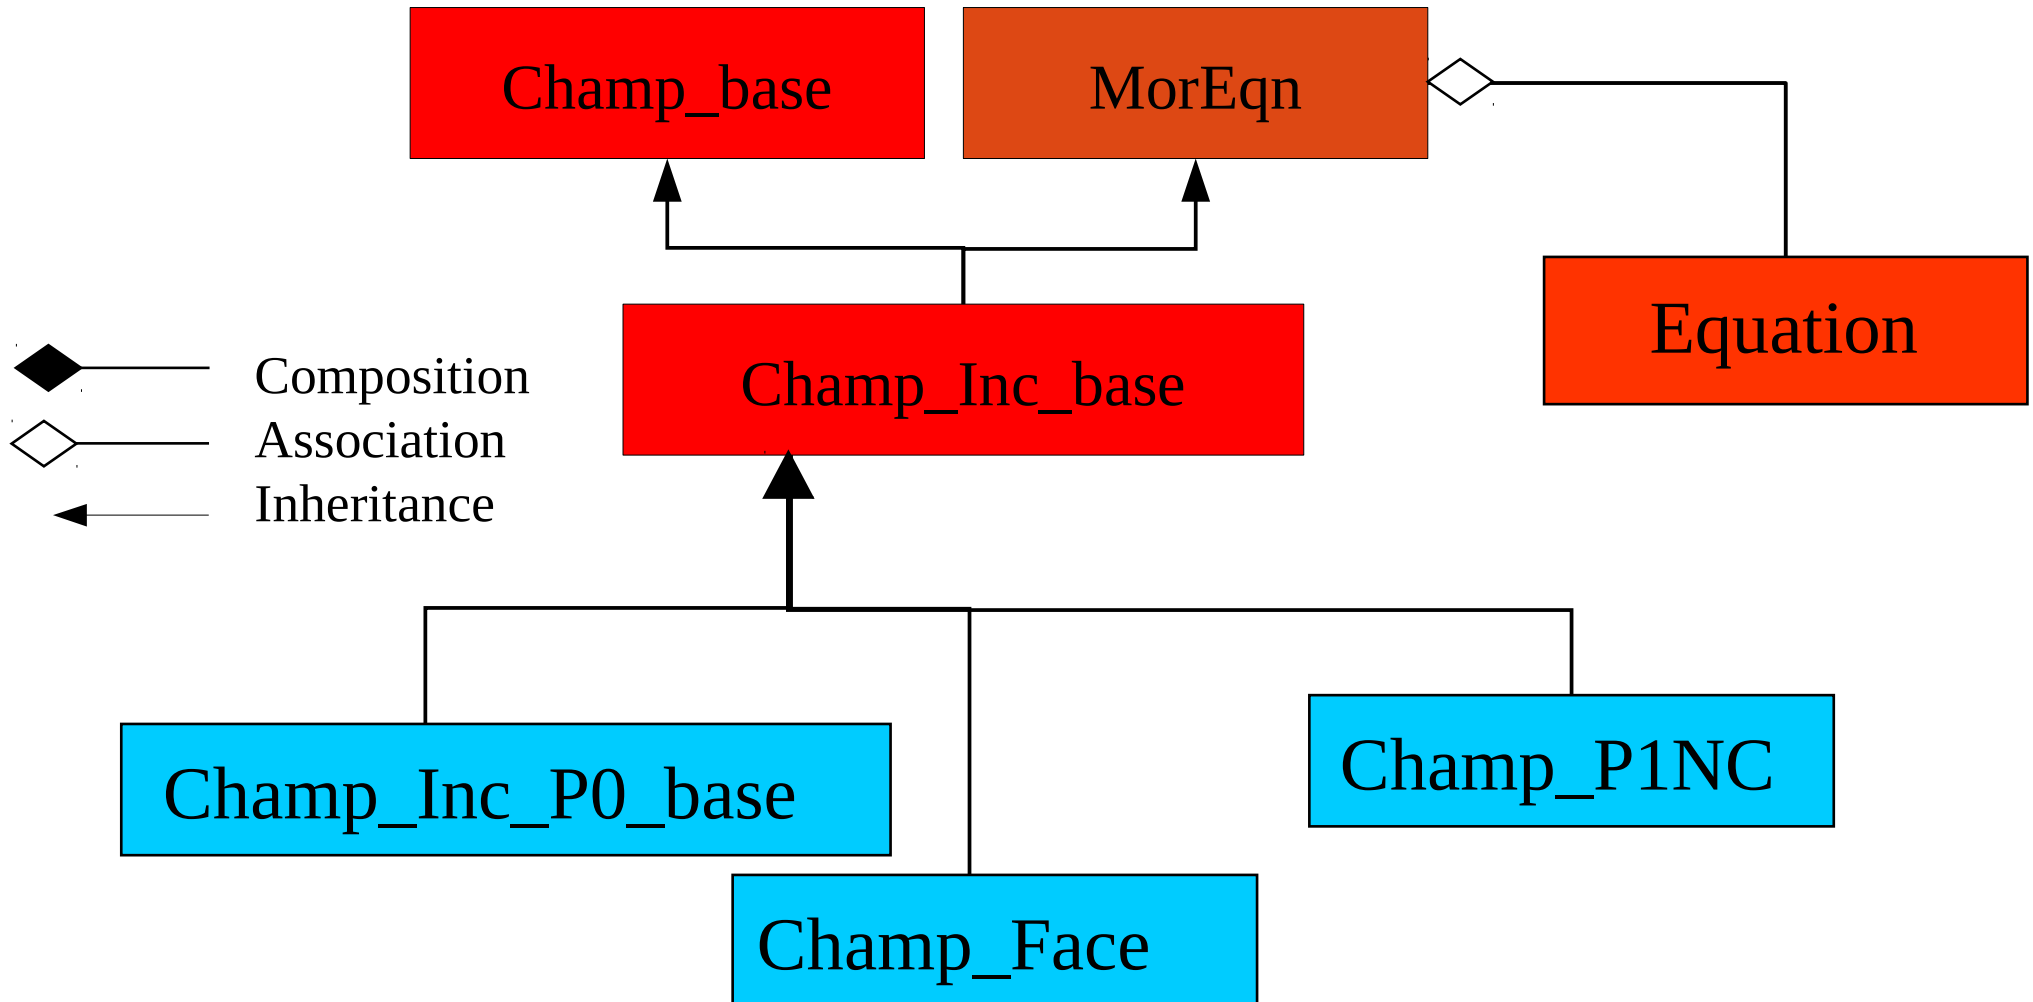 Champ_base
MorEqn
Equation
Champ_Inc_base
Composition
Association
Inheritance
Champ_P1NC
Champ_Inc_P0_base
Champ_Face